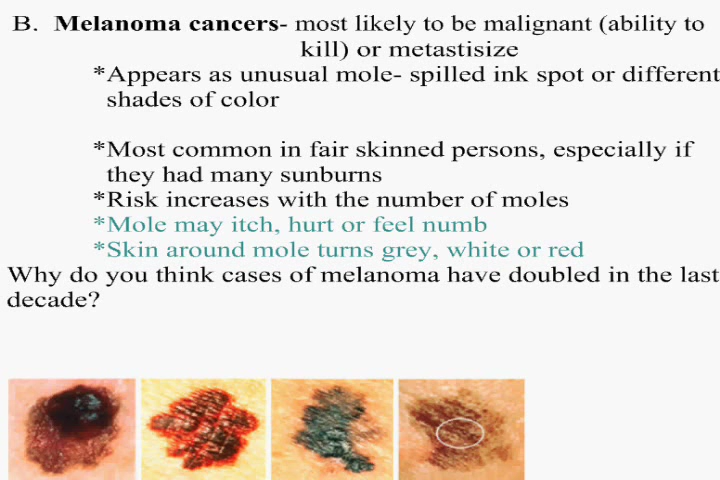 B. Melanoma cancers- most likely to be malignant (ability to
kill) or metastisize
*Appears as unusual mole- spilled ink spot or different
shades of color
*Most common in fair skinned persons, especially if
they had many sunburns
*Risk increases with the number of moles
*Mole may itch, hurt or feel numb
*Skin around mole turns grey, white or red
Why do you think cases of melanoma have doubled in the last
decade?